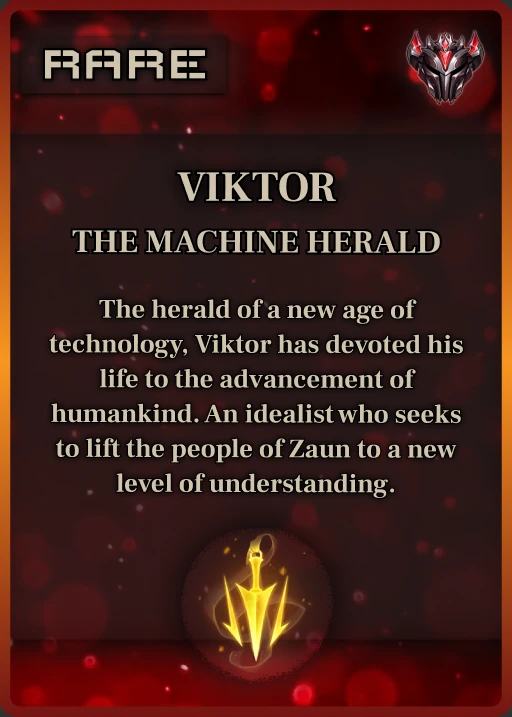 RARE
VIKTOR
THE MACHINE HERALD
The herald of a new age of
technology, Viktor has devoted his
life to the advancement of
humankind. An idealist who seeks
to lift the people of Zaun to a new
level of understanding.